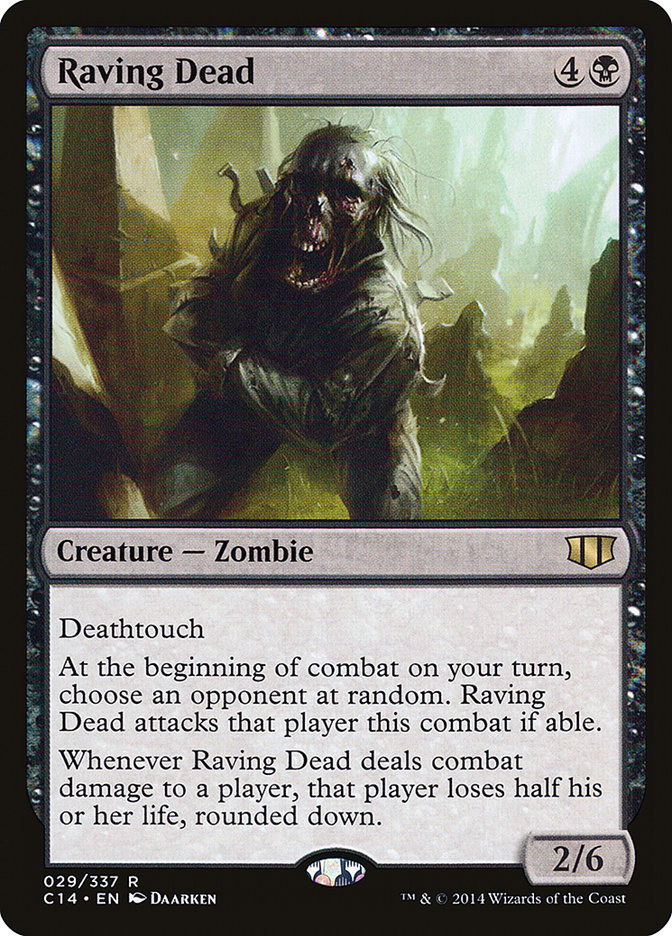 Raving Dead 4
Creature — Zombie
Deathtouch
At the beginning of combat on your turn,
choose an opponent at random. Raving
Dead attacks that player this combat if able.
Whenever Raving Dead deals combat
damage to a player, that player loses half his
or her life, rounded down.
2/6
029/337 R
C14 • EN DAARKEN
™ & © 2014 Wizards of the Coast